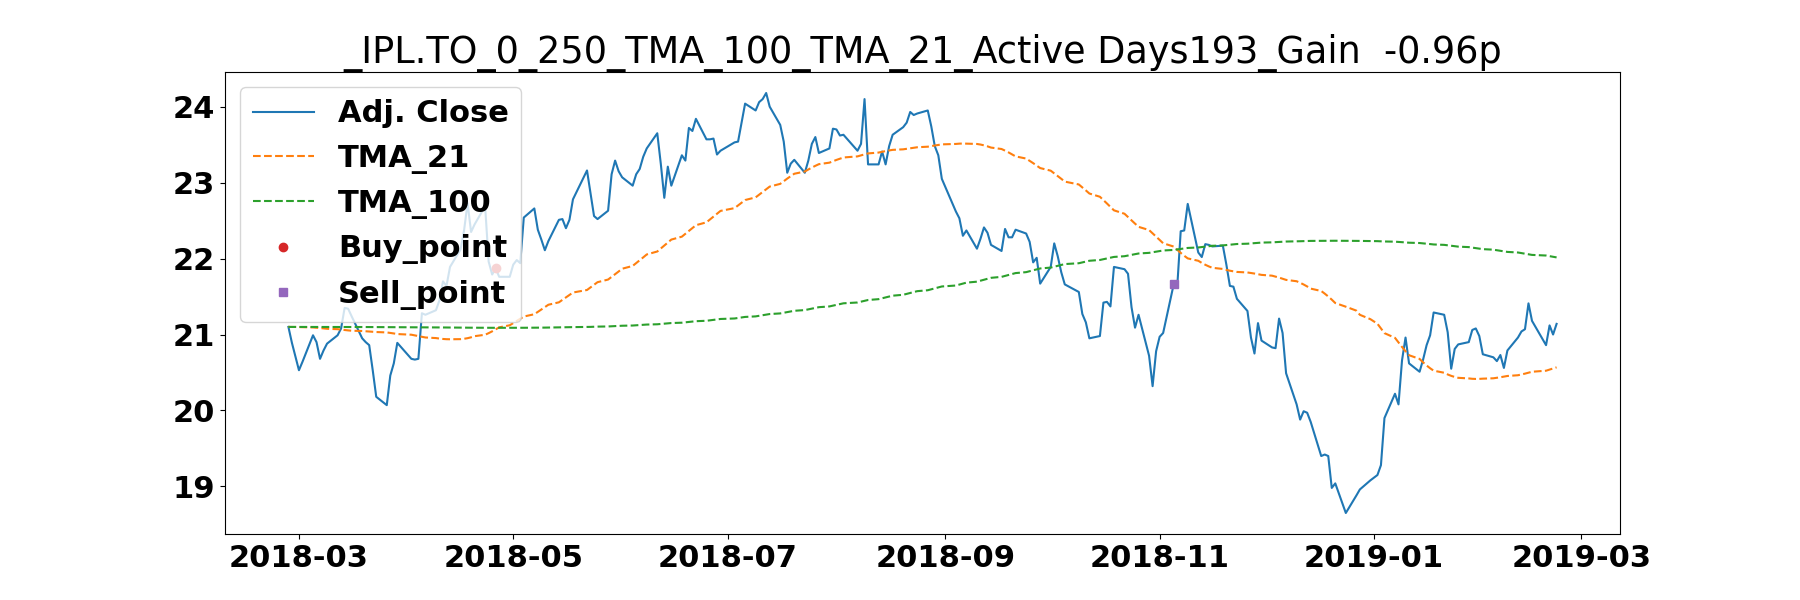 _IPL.TO_0_250_TMA_100_TMA_21_Active Days193_Gain  -0.96p
24
23
22
21
20
19
Adj. Close
TMA_21
TMA_100
Buy_point
Sell_point
2018-03 2018-05 2018-07 2018-09 2018-11 2019-01 2019-03